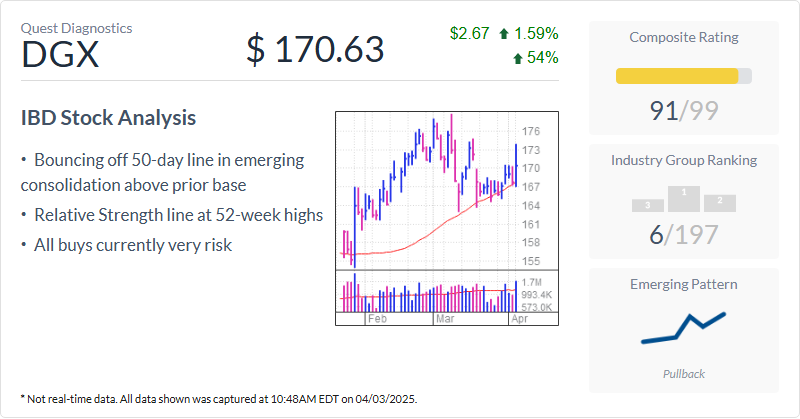 Quest Diagnostics
DGX
$ 170.63
$2.67 1.59%
54%
IBD Stock Analysis
• Bouncing off 50-day line in emerging
consolidation above prior base
• Relative Strength line at 52-week highs
• All buys currently very risk
176
173
170
167
164
161
158
155
1.7M
993.4K
573.0K
Feb
Mar
Apr
Composite Rating
91/99
Industry Group Ranking
3
1
2
6/197
Emerging Pattern
Pullback
* Not real-time data. All data shown was captured at 10:48AM EDT on 04/03/2025.